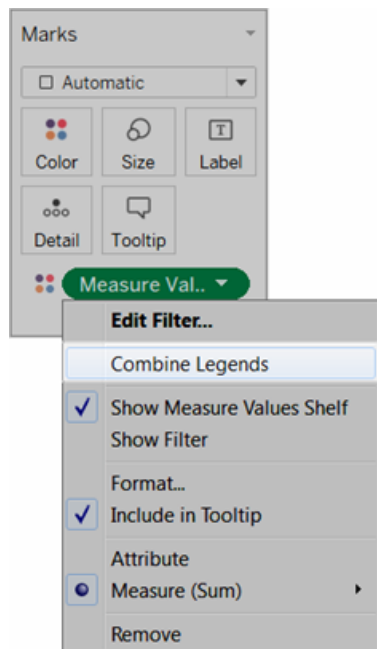 Marks
Automatic
Color Size Label
T
Detail Tooltip
Measure Val..
Edit Filter...
Combine Legends
Show Measure Values Shelf
Show Filter
Format...
Include in Tooltip
Attribute
Measure (Sum)
Remove